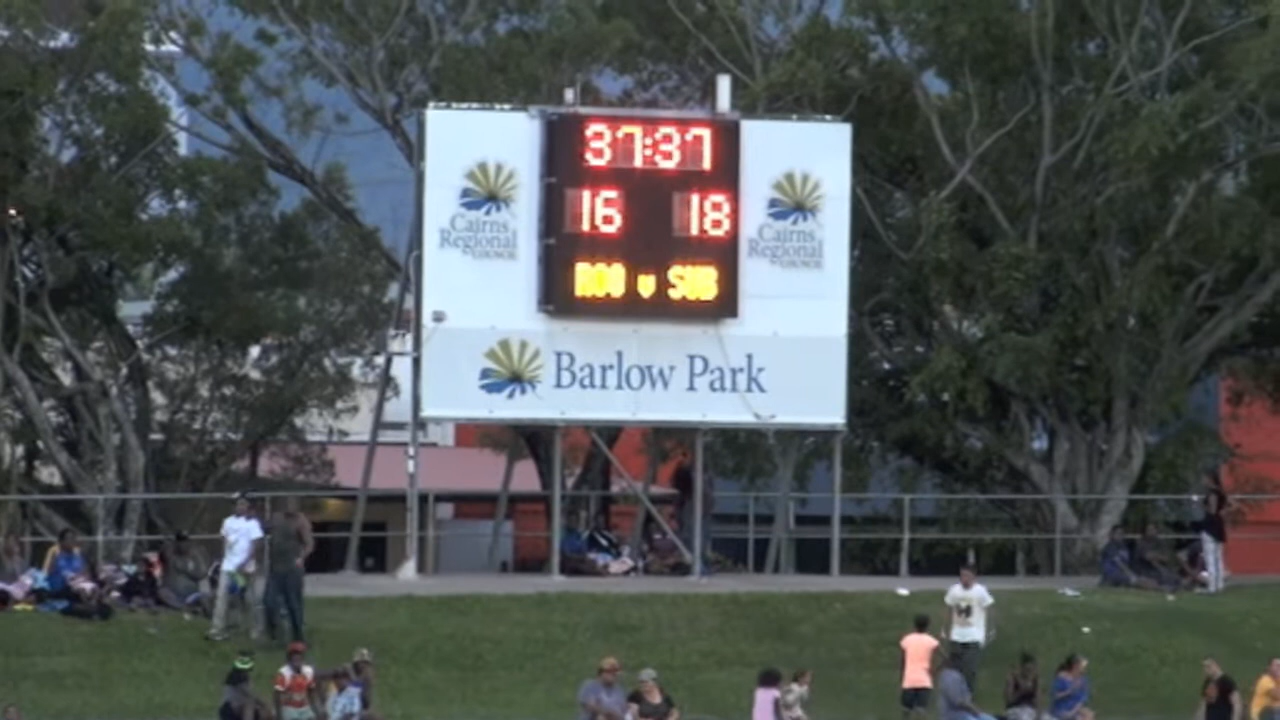 37:37
16 18
ROO v SUB
Cairns
Regional
COUNCIL
Cairns
Regional
COUNCIL
Barlow Park